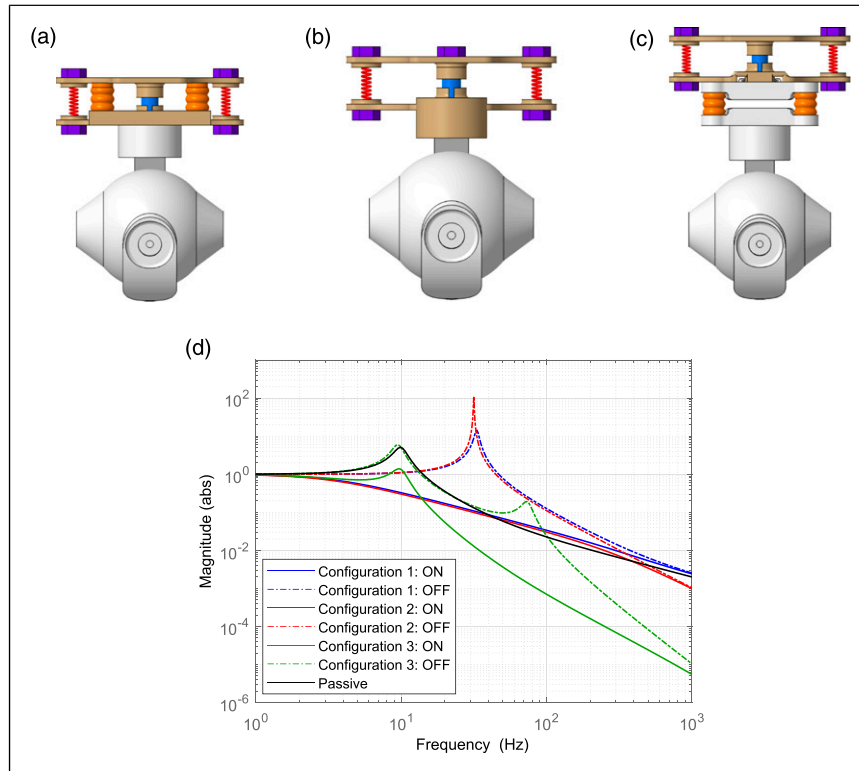 (a)
(b)
(c)
(d)
Magnitude (abs)
10^2
10^0
10^-2
10^-4
10^-6
Configuration 1: ON
Configuration 1: OFF
Configuration 2: ON
Configuration 2: OFF
Configuration 3: ON
Configuration 3: OFF
Passive
10^0
10^1
10^2
10^3
Frequency (Hz)